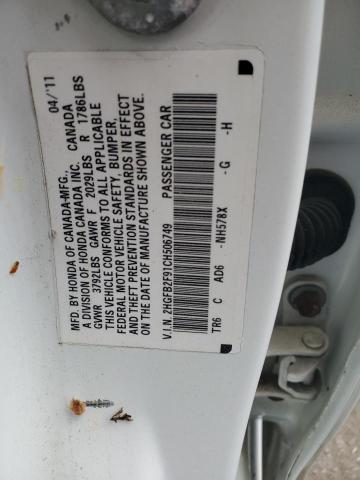 MFD. BY HONDA OF CANADA-MFG., 04/'11
A DIVISION OF HONDA CANADA INC. CANADA
GVWR 3792LBS GAWR F 2029LBS R 1786LBS
THIS VEHICLE CONFORMS TO ALL APPLICABLE
FEDERAL MOTOR VEHICLE SAFETY, BUMPER,
AND THEFT PREVENTION STANDARDS IN EFFECT
ON THE DATE OF MANUFACTURE SHOWN ABOVE.
V.I.N. 2HGFB2F91CH506749 PASSENGER CAR
TR6 C AD6 -NH578X -G -H